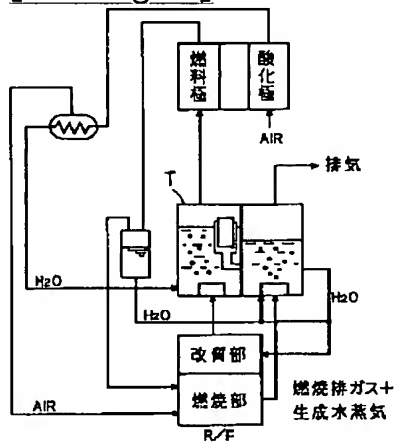 燃料極
酸化極
AIR
排気
T
H2O
H2O
H2O
改質部
燃焼部
AIR
R/F
燃焼排ガス+
生成水蒸気